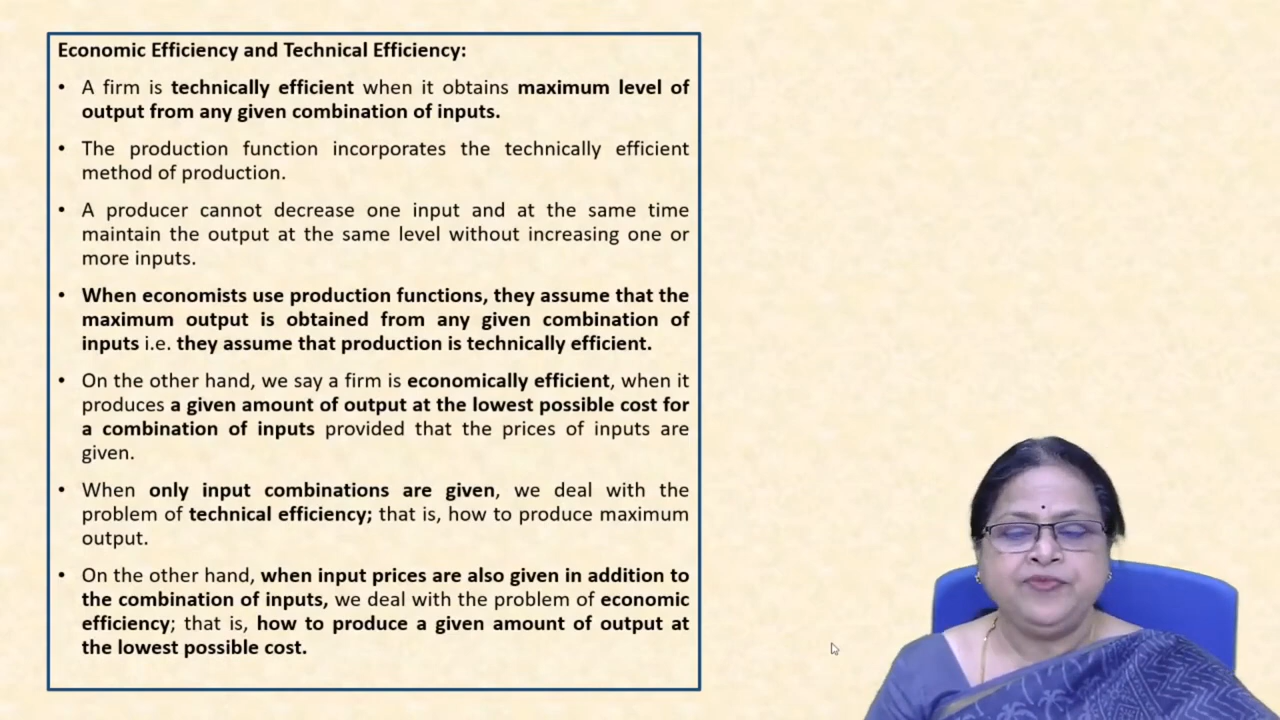 Economic Efficiency and Technical Efficiency:
• A firm is technically efficient when it obtains maximum level of
output from any given combination of inputs.
• The production function incorporates the technically efficient
method of production.
• A producer cannot decrease one input and at the same time
maintain the output at the same level without increasing one or
more inputs.
• When economists use production functions, they assume that the
maximum output is obtained from any given combination of
inputs i.e. they assume that production is technically efficient.
• On the other hand, we say a firm is economically efficient, when it
produces a given amount of output at the lowest possible cost for
a combination of inputs provided that the prices of inputs are
given.
• When only input combinations are given, we deal with the
problem of technical efficiency; that is, how to produce maximum
output.
• On the other hand, when input prices are also given in addition to
the combination of inputs, we deal with the problem of economic
efficiency; that is, how to produce a given amount of output at
the lowest possible cost.